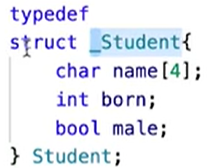 typedef
struct _Student{
    char name[4];
    int born;
    bool male;
} Student;